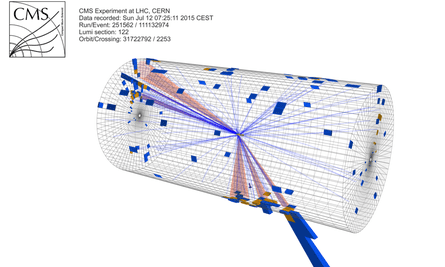 CMS
CMS Experiment at LHC, CERN
Data recorded: Sun Jul 12 07:25:11 2015 CEST
Run/Event: 251562 / 111132974
Lumi section: 122
Orbit/Crossing: 31722792 / 2253